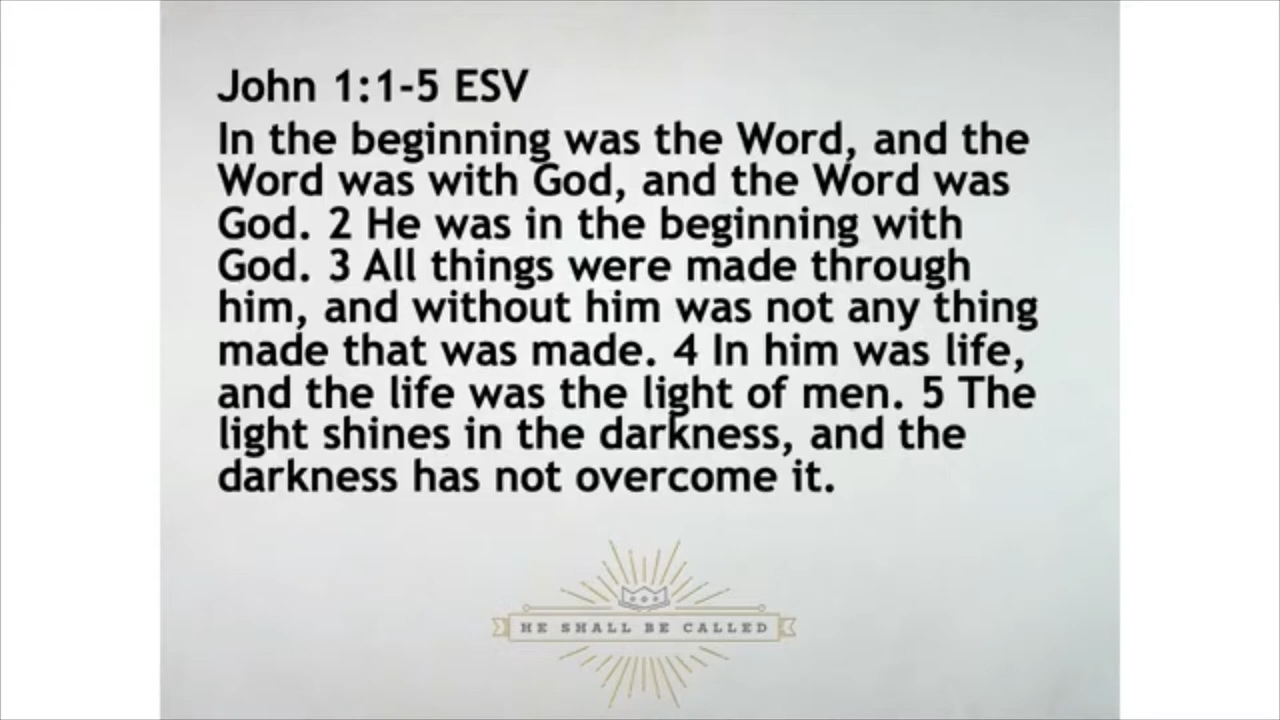 John 1:1-5 ESV
In the beginning was the Word, and the
Word was with God, and the Word was
God. 2 He was in the beginning with
God. 3 All things were made through
him, and without him was not any thing
made that was made. 4 In him was life,
and the life was the light of men. 5 The
light shines in the darkness, and the
darkness has not overcome it.
HE SHALL BE CALLED